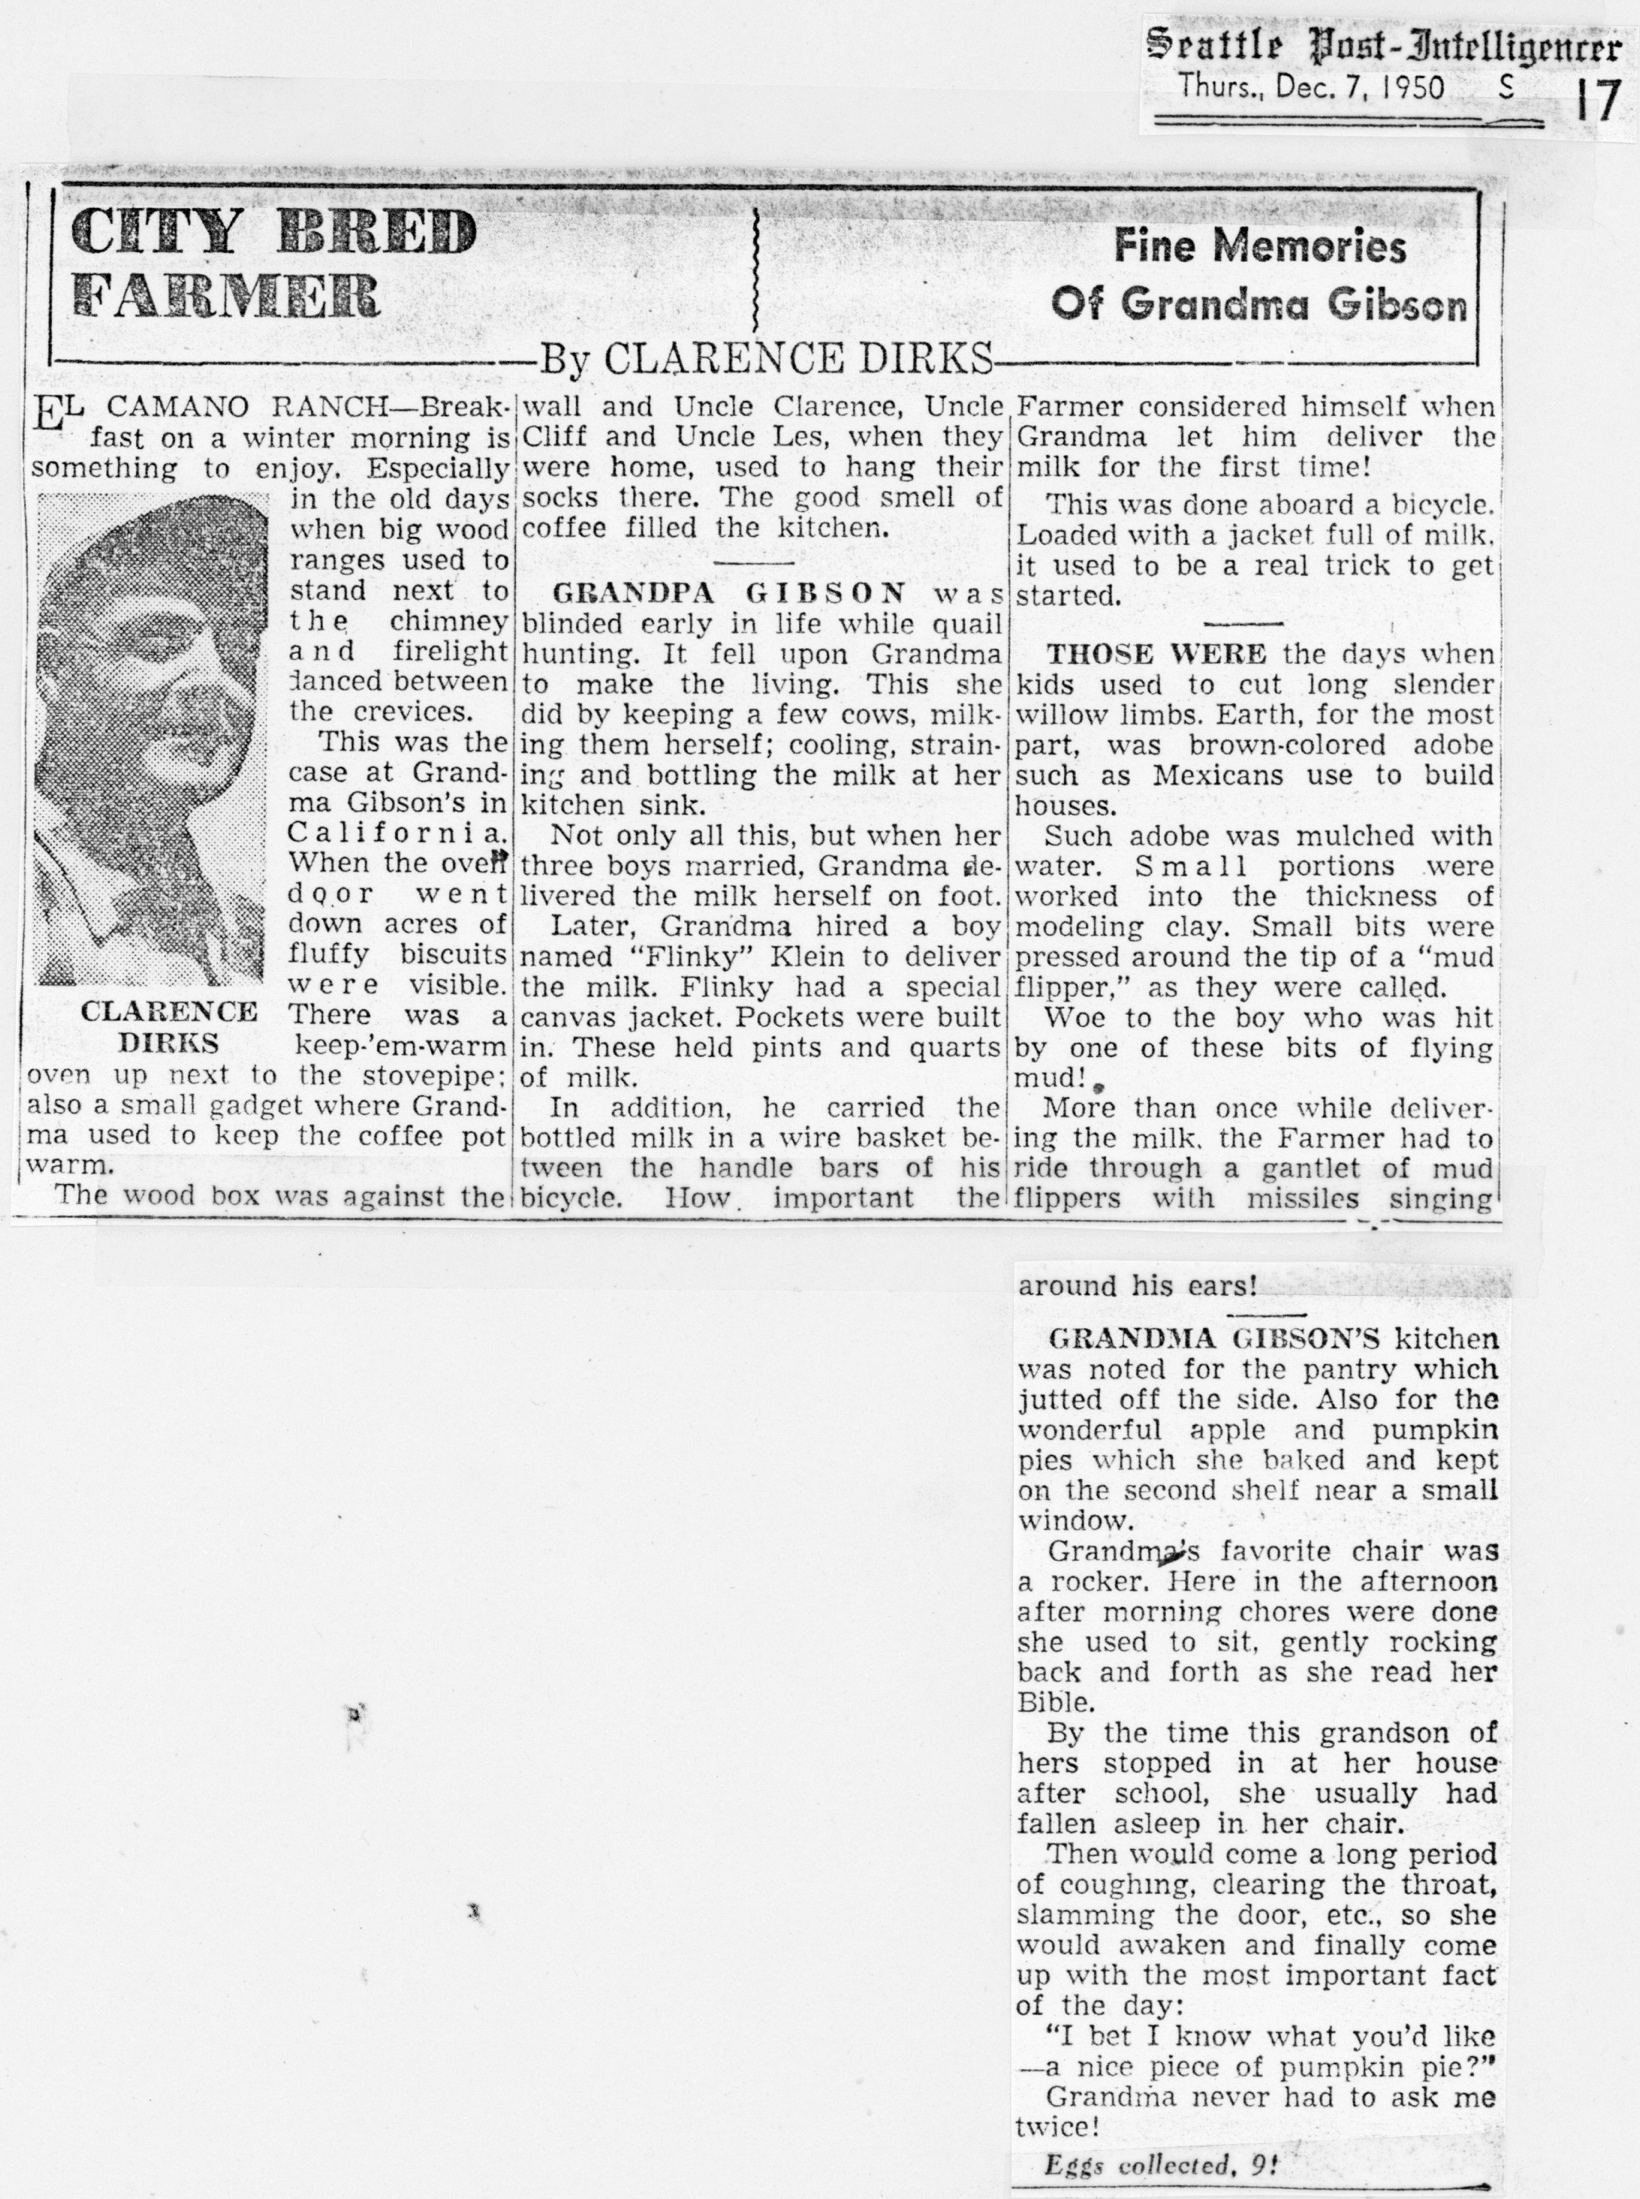 Seattle Post-Intelligencer
Thurs., Dec. 7, 1950 S 17
CITY BRED
FARMER
Fine Memories
Of Grandma Gibson
By CLARENCE DIRKS
EL CAMANO RANCH—Break-
fast on a winter morning is
something to enjoy. Especially
in the old days
when big wood
ranges used to
stand next to
the chimney
and firelight
danced between
the crevices.
This was the
case at Grand-
ma Gibson's in
California.
When the oven
door went
down acres of
fluffy biscuits
were visible.
There was a
keep-'em-warm
CLARENCE
DIRKS
oven up next to the stovepipe;
also a small gadget where Grand-
ma used to keep the coffee pot
warm.
The wood box was against the
wall and Uncle Clarence, Uncle
Cliff and Uncle Les, when they
were home, used to hang their
socks there. The good smell of
coffee filled the kitchen.
GRANDPA GIBSON was
blinded early in life while quail
hunting. It fell upon Grandma
to make the living. This she
did by keeping a few cows, milk-
ing them herself; cooling, strain-
ing and bottling the milk at her
kitchen sink.
Not only all this, but when her
three boys married, Grandma de-
livered the milk herself on foot.
Later, Grandma hired a boy
named "Flinky" Klein to deliver
the milk. Flinky had a special
canvas jacket. Pockets were built
in. These held pints and quarts
of milk.
In addition, he carried the
bottled milk in a wire basket be-
tween the handle bars of his
bicycle. How important the
Farmer considered himself when
Grandma let him deliver the
milk for the first time!
This was done aboard a bicycle.
Loaded with a jacket full of milk,
it used to be a real trick to get
started.
THOSE WERE the days when
kids used to cut long slender
willow limbs. Earth, for the most
part, was brown-colored adobe
such as Mexicans use to build
houses.
Such adobe was mulched with
water. Small portions were
worked into the thickness of
modeling clay. Small bits were
pressed around the tip of a "mud
flipper," as they were called.
Woe to the boy who was hit
by one of these bits of flying
mud!
More than once while deliver-
ing the milk, the Farmer had to
ride through a gantlet of mud
flippers with missiles singing
around his ears!
GRANDMA GIBSON'S kitchen
was noted for the pantry which
jutted off the side. Also for the
wonderful apple and pumpkin
pies which she baked and kept
on the second shelf near a small
window.
Grandma's favorite chair was
a rocker. Here in the afternoon
after morning chores were done
she used to sit, gently rocking
back and forth as she read her
Bible.
By the time this grandson of
hers stopped in at her house
after school, she usually had
fallen asleep in her chair.
Then would come a long period
of coughing, clearing the throat,
slamming the door, etc., so she
would awaken and finally come
up with the most important fact
of the day:
"I bet I know what you'd like
—a nice piece of pumpkin pie?"
Grandma never had to ask me
twice!
Eggs collected, 9!